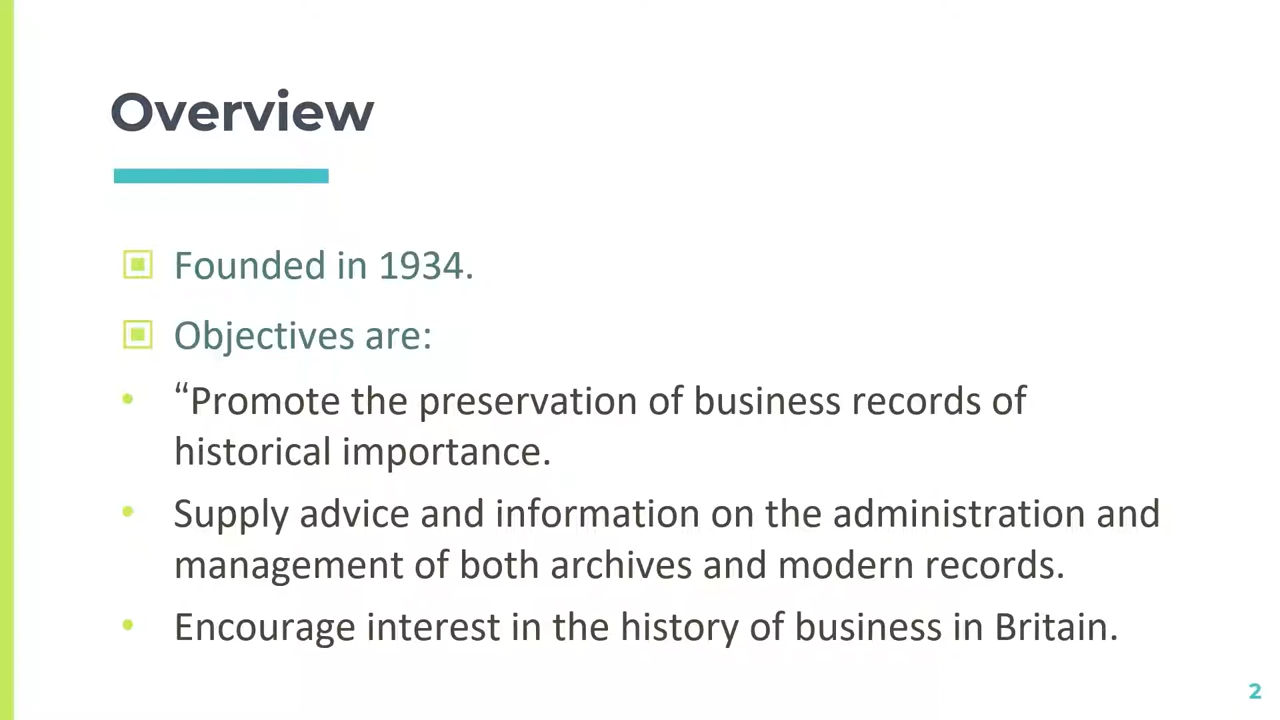 Overview
Founded in 1934.
Objectives are:
“Promote the preservation of business records of
historical importance.
Supply advice and information on the administration and
management of both archives and modern records.
Encourage interest in the history of business in Britain.
2